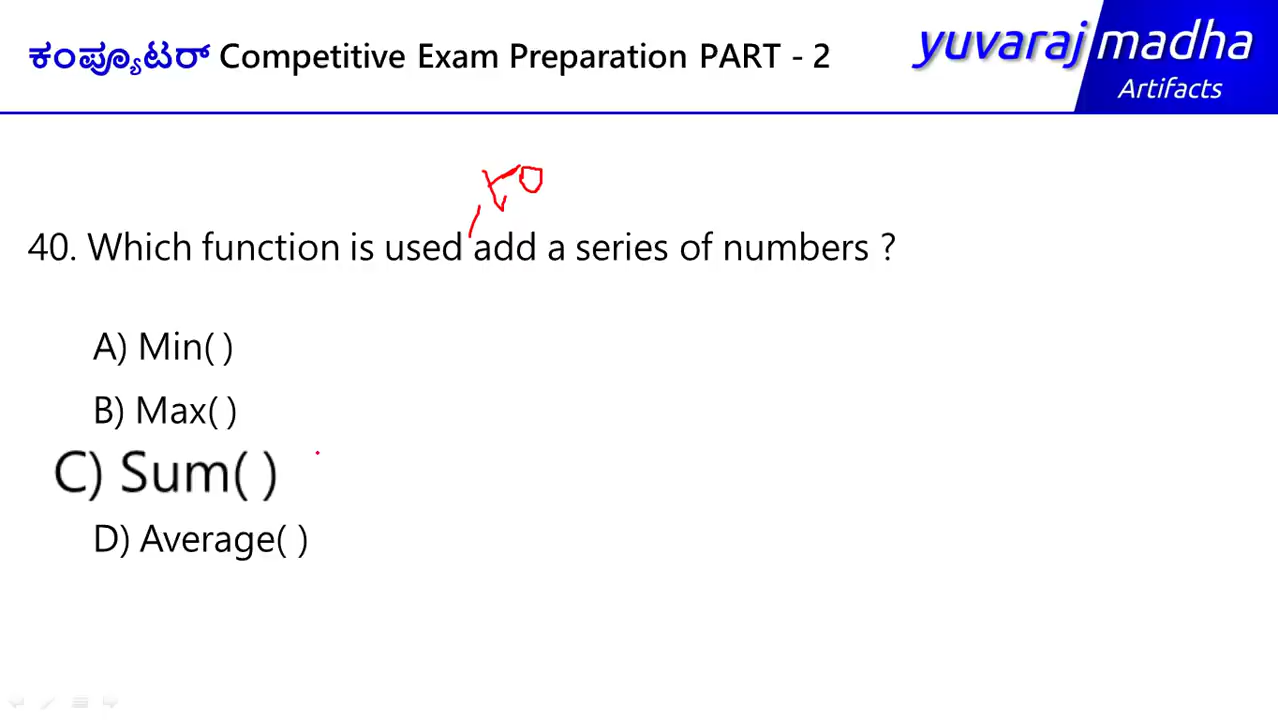 ಕಂಪ್ಯೂಟರ್ Competitive Exam Preparation PART - 2
yuvaraj madha
Artifacts
to
40. Which function is used add a series of numbers ?
A) Min( )
B) Max( )
C) Sum( )
D) Average( )